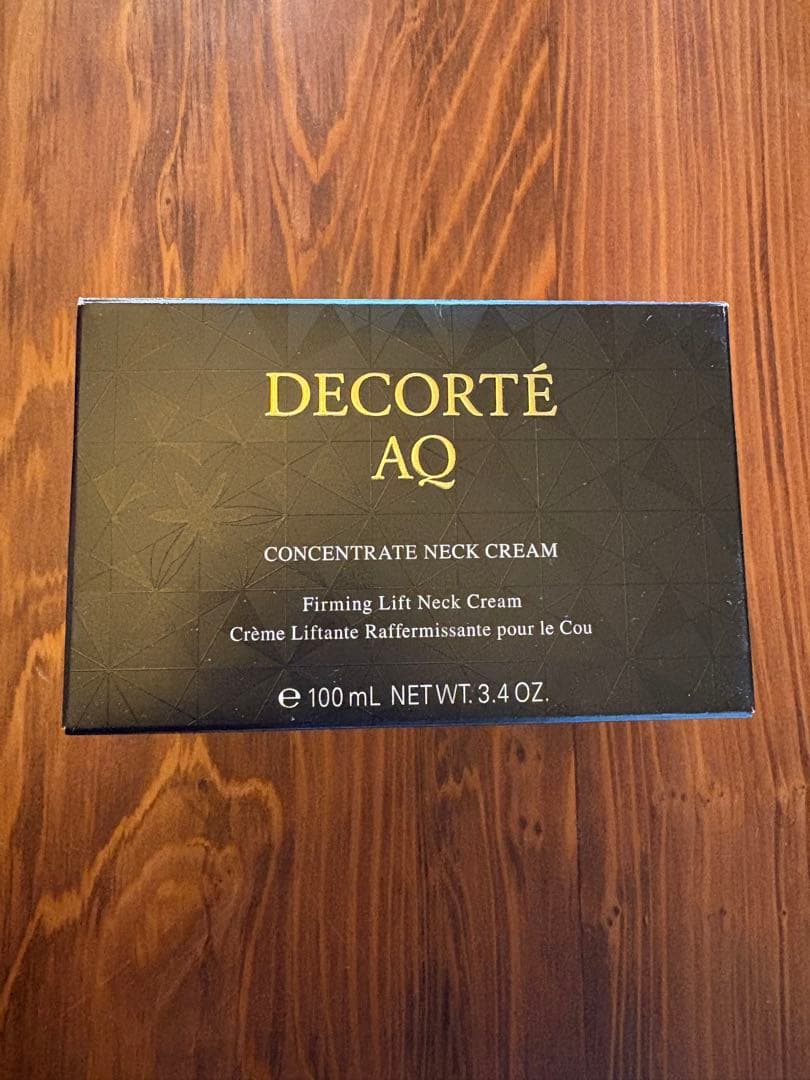 DECORTÉ
AQ
CONCENTRATE NECK CREAM
Firming Lift Neck Cream
Crème Liftante Raffermissante pour le Cou
℮ 100 mL NET WT. 3.4 OZ.